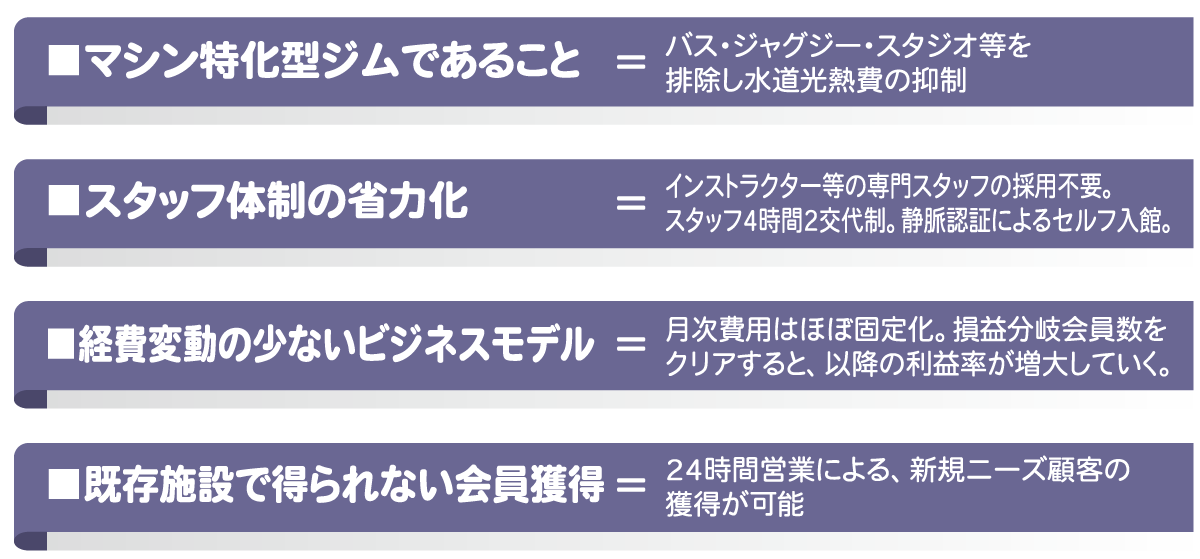 ■マシン特化型ジムであること = バス・ジャグジー・スタジオ等を
排除し水道光熱費の抑制
■スタッフ体制の省力化 = インストラクター等の専門スタッフの採用不要。
スタッフ4時間2交代制。静脈認証によるセルフ入館。
■経費変動の少ないビジネスモデル = 月次費用はほぼ固定化。損益分岐会員数を
クリアすると、以降の利益率が増大していく。
■既存施設で得られない会員獲得 = 24時間営業による、新規ニーズ顧客の
獲得が可能